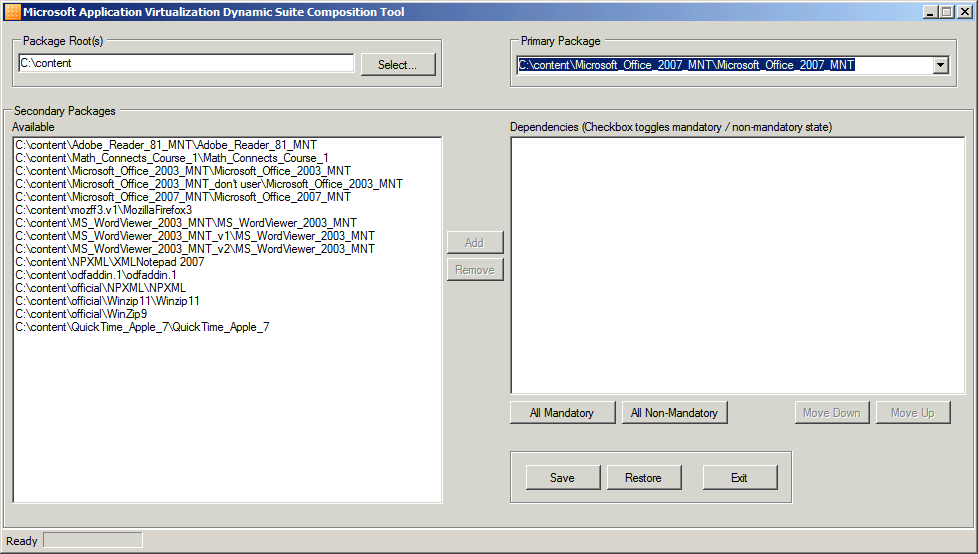 Microsoft Application Virtualization Dynamic Suite Composition Tool
Package Root(s)
C:\content
Select...
Primary Package
C:\content\Microsoft_Office_2007_MNT\Microsoft_Office_2007_MNT
Secondary Packages
Available
C:\content\Adobe_Reader_81_MNT\Adobe_Reader_81_MNT
C:\content\Math_Connects_Course_1\Math_Connects_Course_1
C:\content\Microsoft_Office_2003_MNT\Microsoft_Office_2003_MNT
C:\content\Microsoft_Office_2003_MNT_don't user\Microsoft_Office_2003_MNT
C:\content\Microsoft_Office_2007_MNT\Microsoft_Office_2007_MNT
C:\content\mozff3.v1\MozillaFirefox3
C:\content\MS_WordViewer_2003_MNT\MS_WordViewer_2003_MNT
C:\content\MS_WordViewer_2003_MNT_v1\MS_WordViewer_2003_MNT
C:\content\MS_WordViewer_2003_MNT_v2\MS_WordViewer_2003_MNT
C:\content\NPXML\XMLNotepad 2007
C:\content\odfaddin.1\odfaddin.1
C:\content\official\NPXML\NPXML
C:\content\official\Winzip11\Winzip11
C:\content\official\WinZip9
C:\content\QuickTime_Apple_7\QuickTime_Apple_7
Add
Remove
Dependencies (Checkbox toggles mandatory / non-mandatory state)
All Mandatory
All Non-Mandatory
Move Down
Move Up
Save
Restore
Exit
Ready